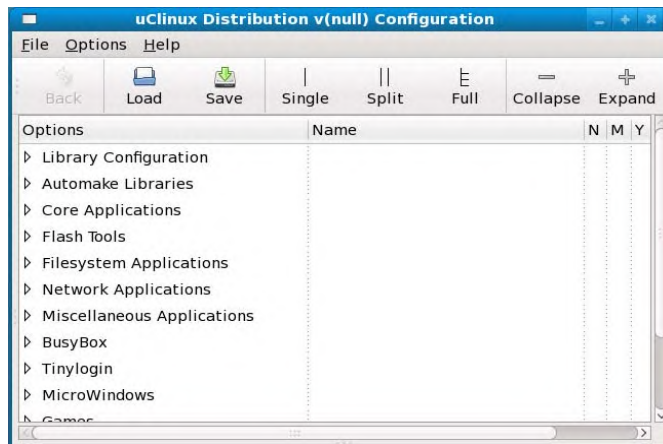 uClinux Distribution v(null) Configuration
File Options Help
Back Load Save Single Split Full Collapse Expand
Options Name N M Y
Library Configuration
Automake Libraries
Core Applications
Flash Tools
Filesystem Applications
Network Applications
Miscellaneous Applications
BusyBox
Tinylogin
MicroWindows
Games